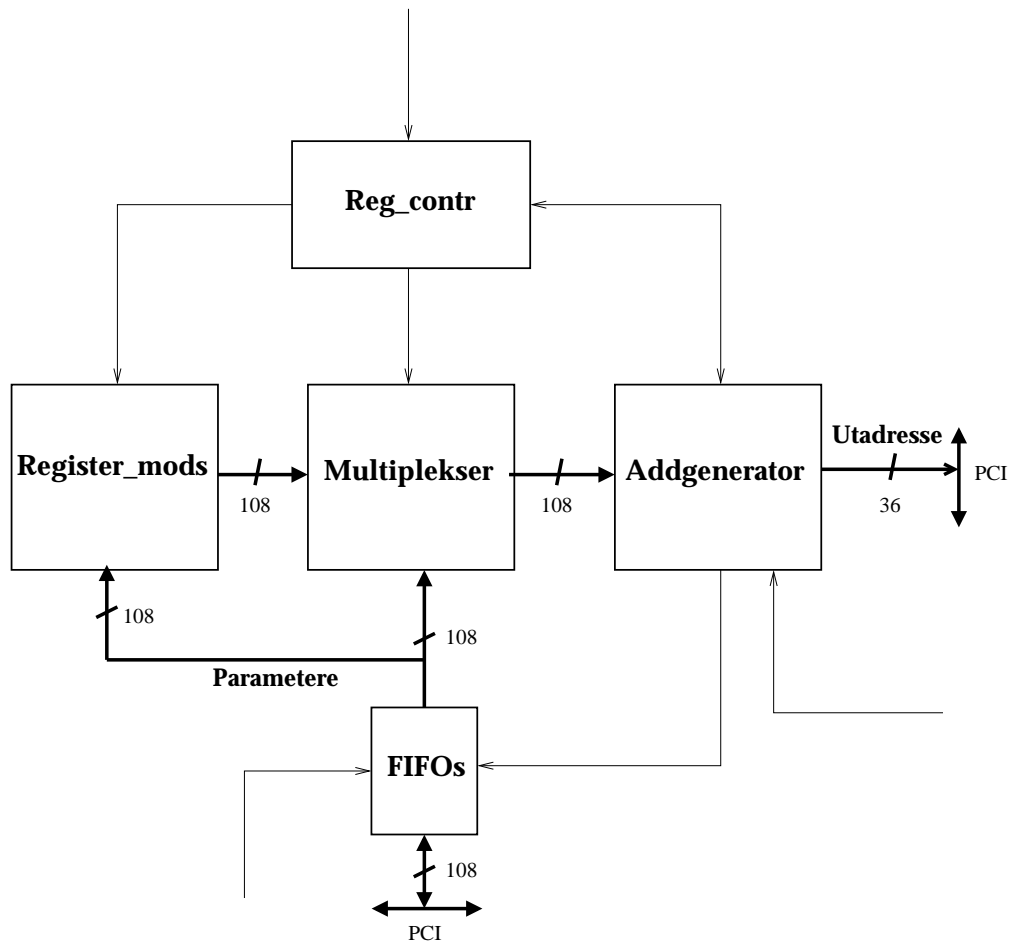 Reg_contr
Utadresse
Register_mods
Multiplekser
Addgenerator
PCI
108
108
36
108
108
Parametere
FIFOs
108
PCI